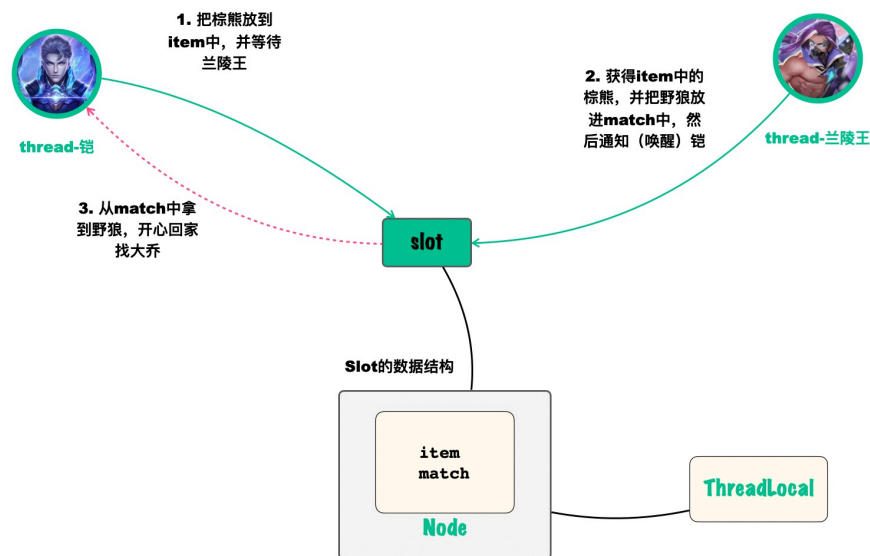 1. 把棕熊放到
item中，并等待
兰陵王
2. 获得item中的
棕熊，并把野狼放
进match中，然
后通知（唤醒）铠
thread-铠
thread-兰陵王
3. 从match中拿
到野狼，开心回家
找大乔
slot
Slot的数据结构
item
match
Node
ThreadLocal